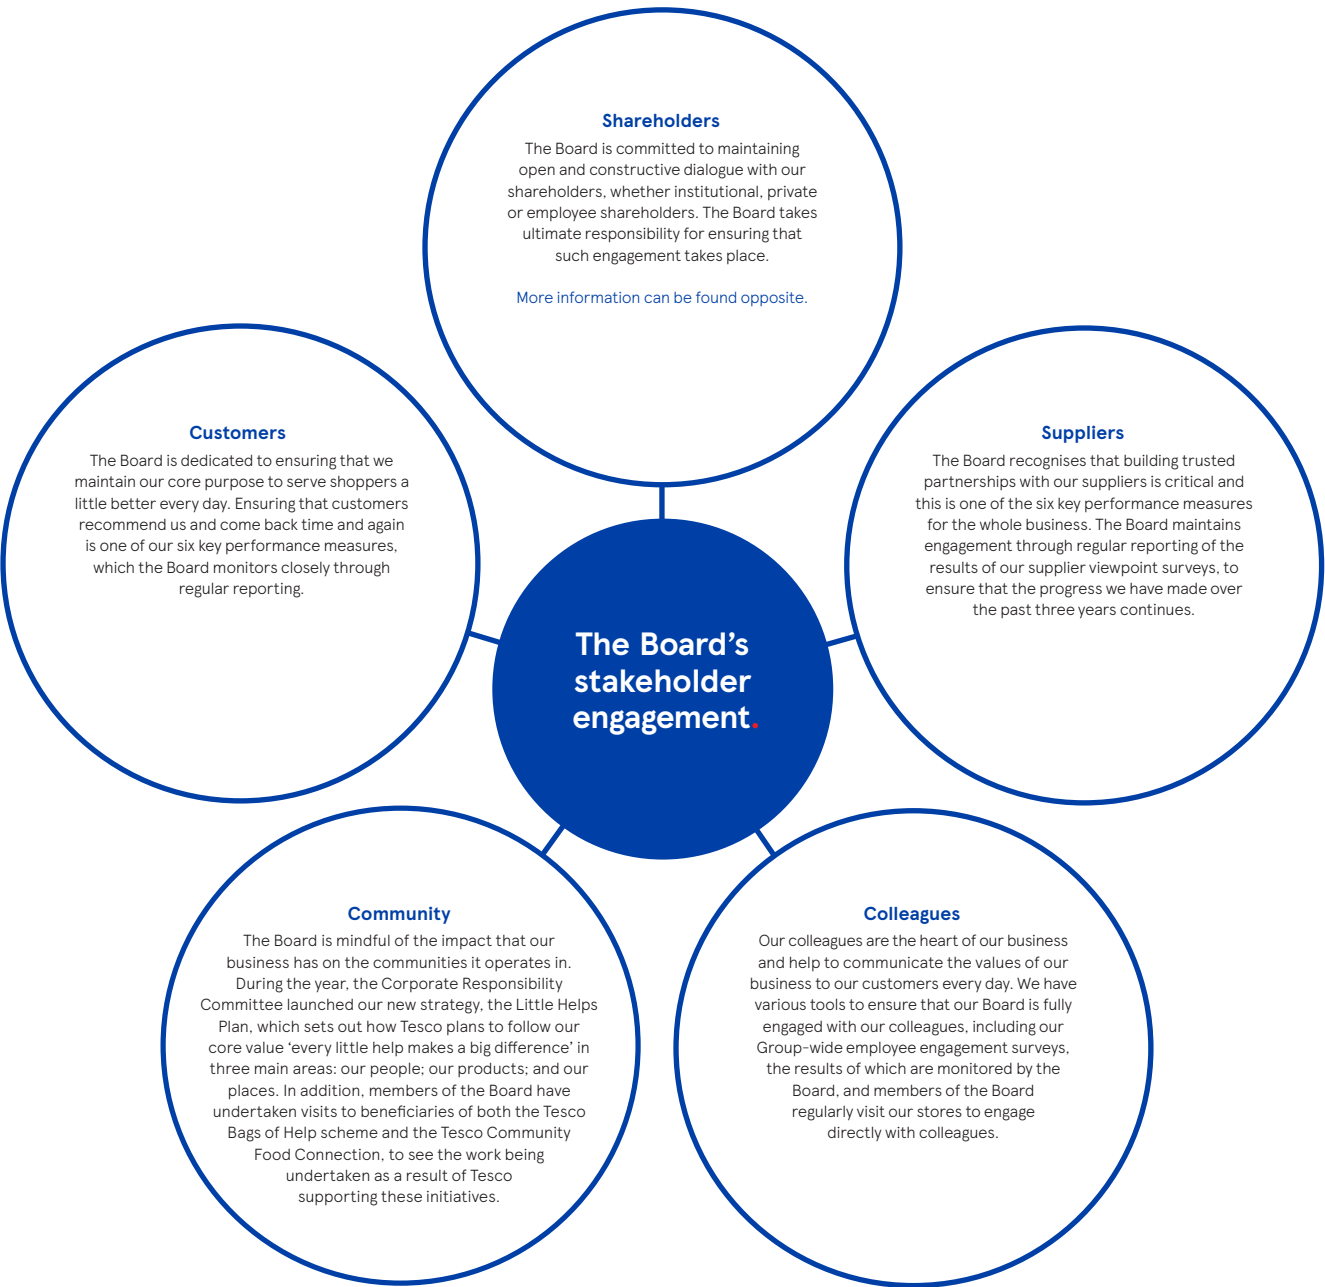 Shareholders
The Board is committed to maintaining
open and constructive dialogue with our
shareholders, whether institutional, private
or employee shareholders. The Board takes
ultimate responsibility for ensuring that
such engagement takes place.
More information can be found opposite.
Customers
The Board is dedicated to ensuring that we
maintain our core purpose to serve shoppers a
little better every day. Ensuring that customers
recommend us and come back time and again
is one of our six key performance measures,
which the Board monitors closely through
regular reporting.
Suppliers
The Board recognises that building trusted
partnerships with our suppliers is critical and
this is one of the six key performance measures
for the whole business. The Board maintains
engagement through regular reporting of the
results of our supplier viewpoint surveys, to
ensure that the progress we have made over
the past three years continues.
The Board’s
stakeholder
engagement.
Community
The Board is mindful of the impact that our
business has on the communities it operates in.
During the year, the Corporate Responsibility
Committee launched our new strategy, the Little Helps
Plan, which sets out how Tesco plans to follow our
core value ‘every little help makes a big difference’ in
three main areas: our people; our products; and our
places. In addition, members of the Board have
undertaken visits to beneficiaries of both the Tesco
Bags of Help scheme and the Tesco Community
Food Connection, to see the work being
undertaken as a result of Tesco
supporting these initiatives.
Colleagues
Our colleagues are the heart of our business
and help to communicate the values of our
business to our customers every day. We have
various tools to ensure that our Board is fully
engaged with our colleagues, including our
Group-wide employee engagement surveys,
the results of which are monitored by the
Board, and members of the Board
regularly visit our stores to engage
directly with colleagues.